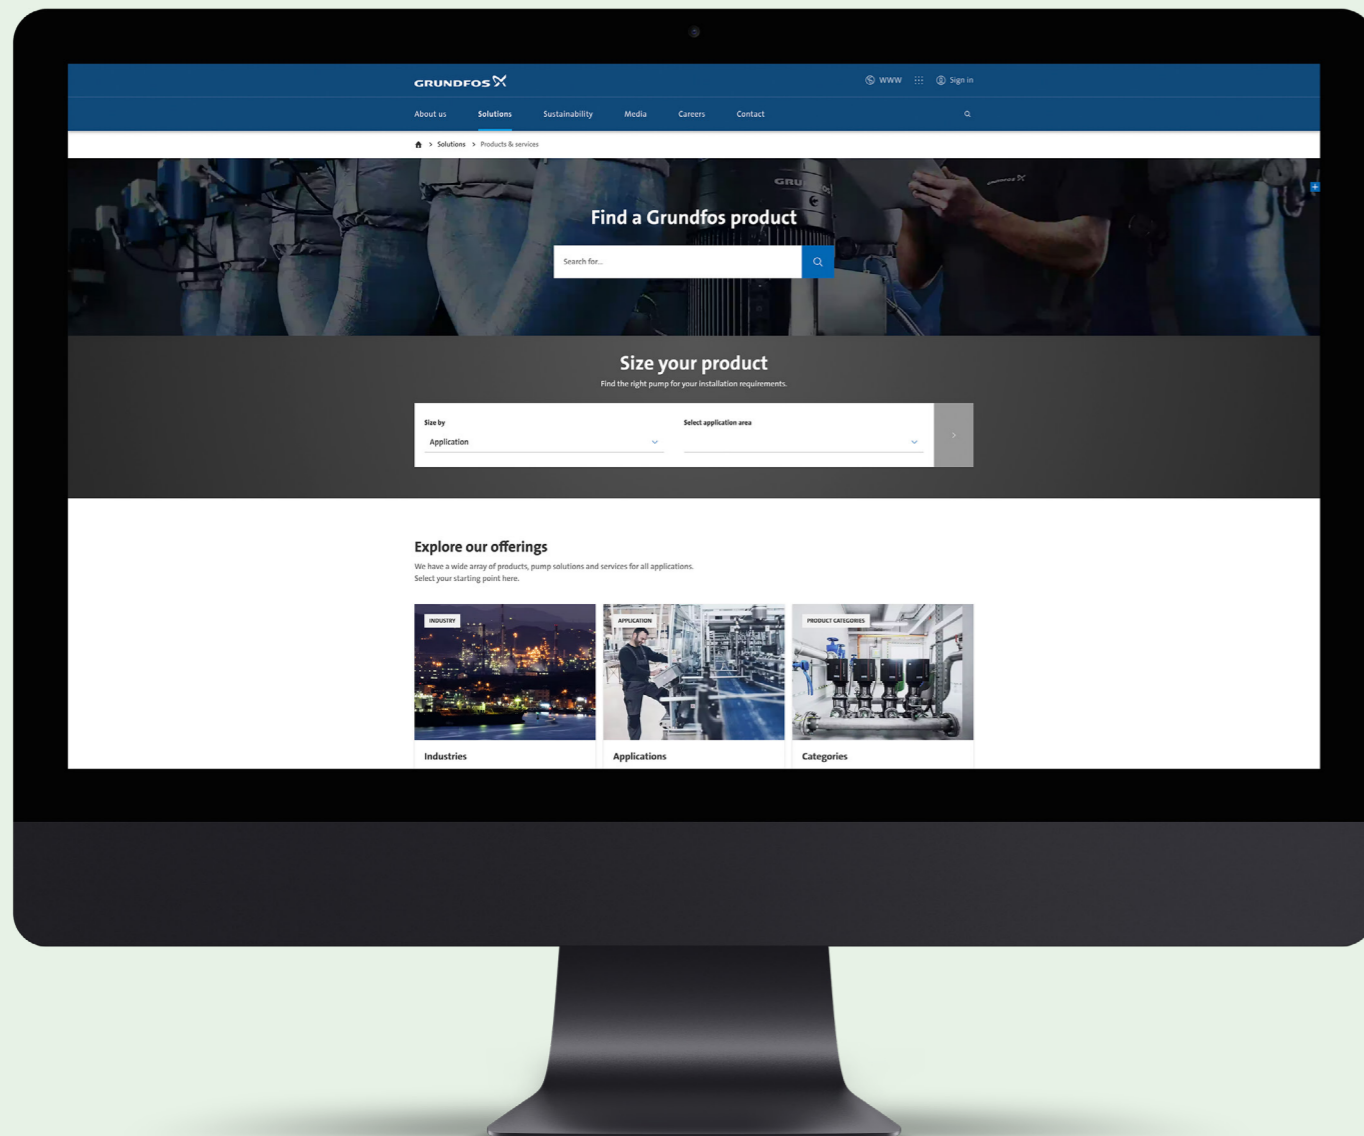 GRUNDFOS
WWW
Sign in
About us
Solutions
Sustainability
Media
Careers
Contact
> Solutions > Products & services
GRU
Find a Grundfos product
Search for...
Size your product
Find the right pump for your installation requirements.
Size by
Select application area
Application
Explore our offerings
We have a wide array of products, pump solutions and services for all applications.
Select your starting point here.
INDUSTRY
APPLICATION
PRODUCT CATEGORIES
Industries
Applications
Categories